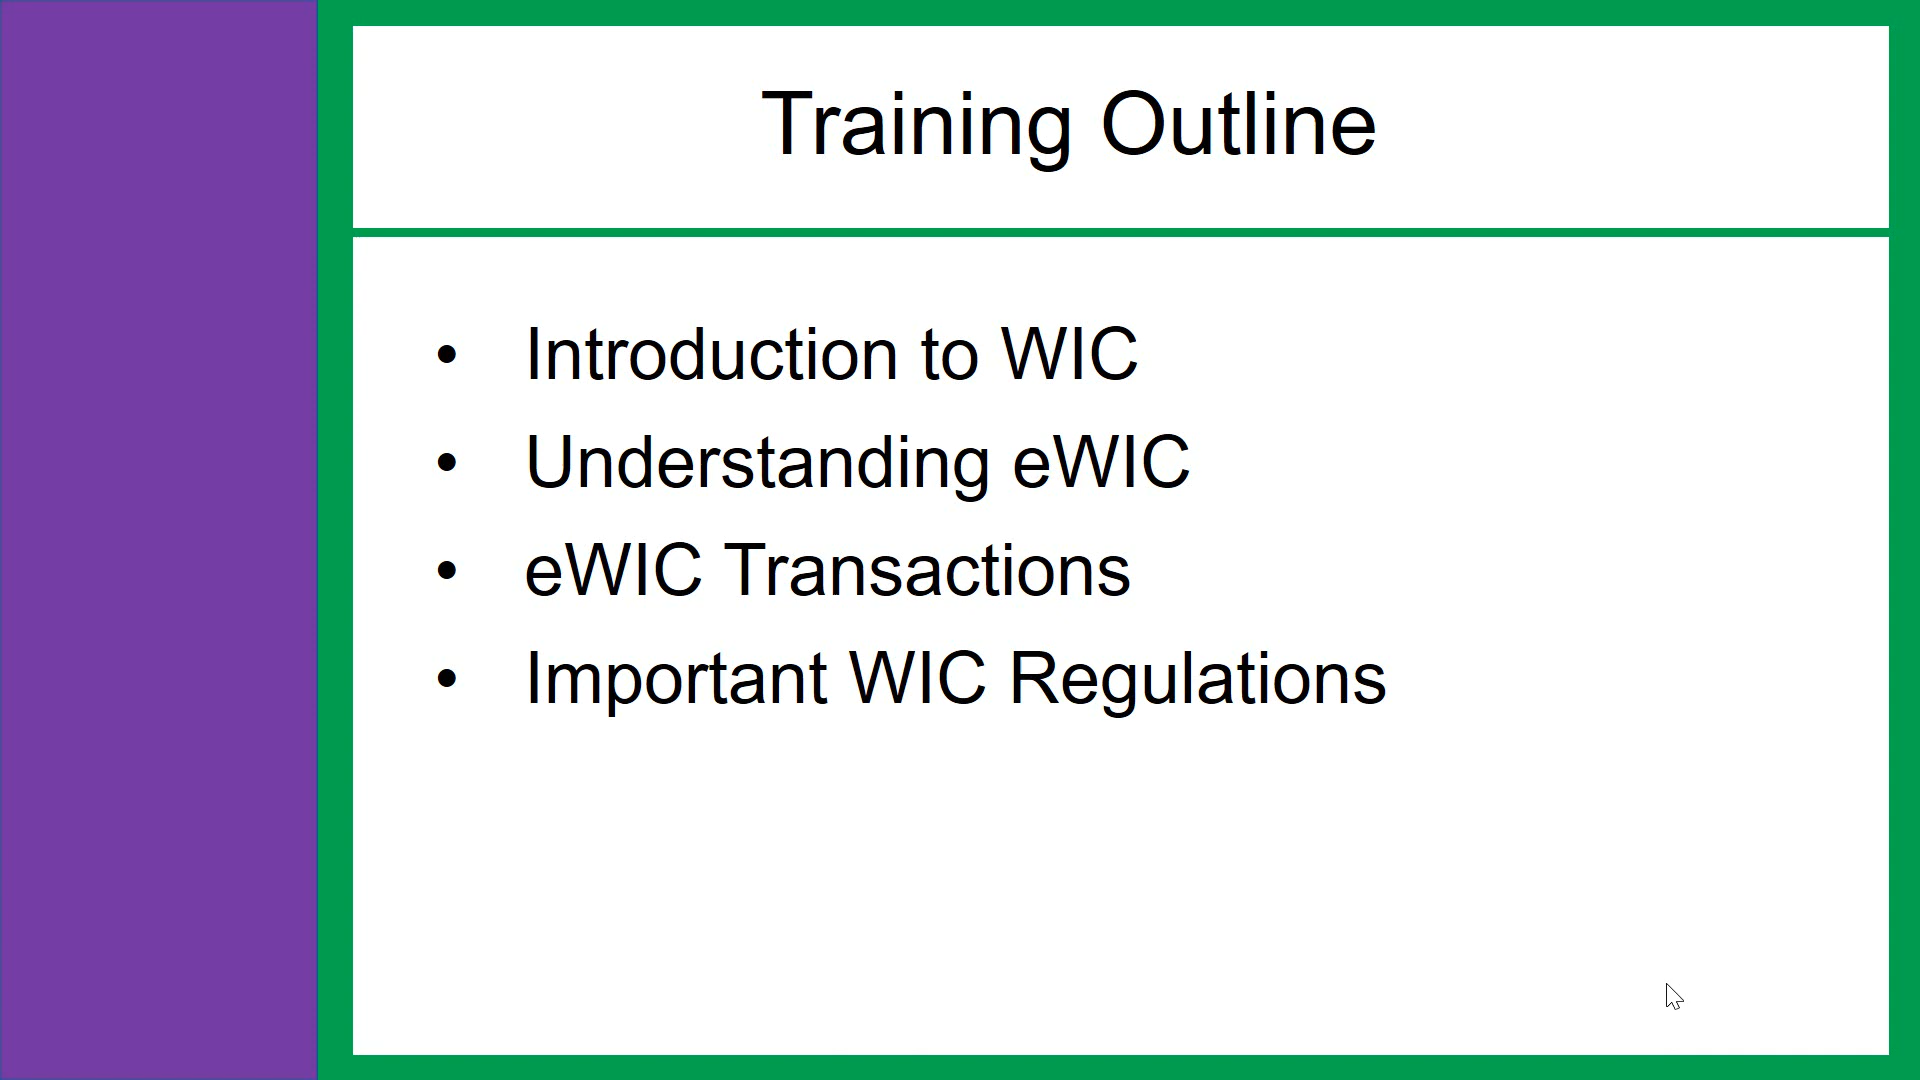 Training Outline
• Introduction to WIC
• Understanding eWIC
• eWIC Transactions
• Important WIC Regulations